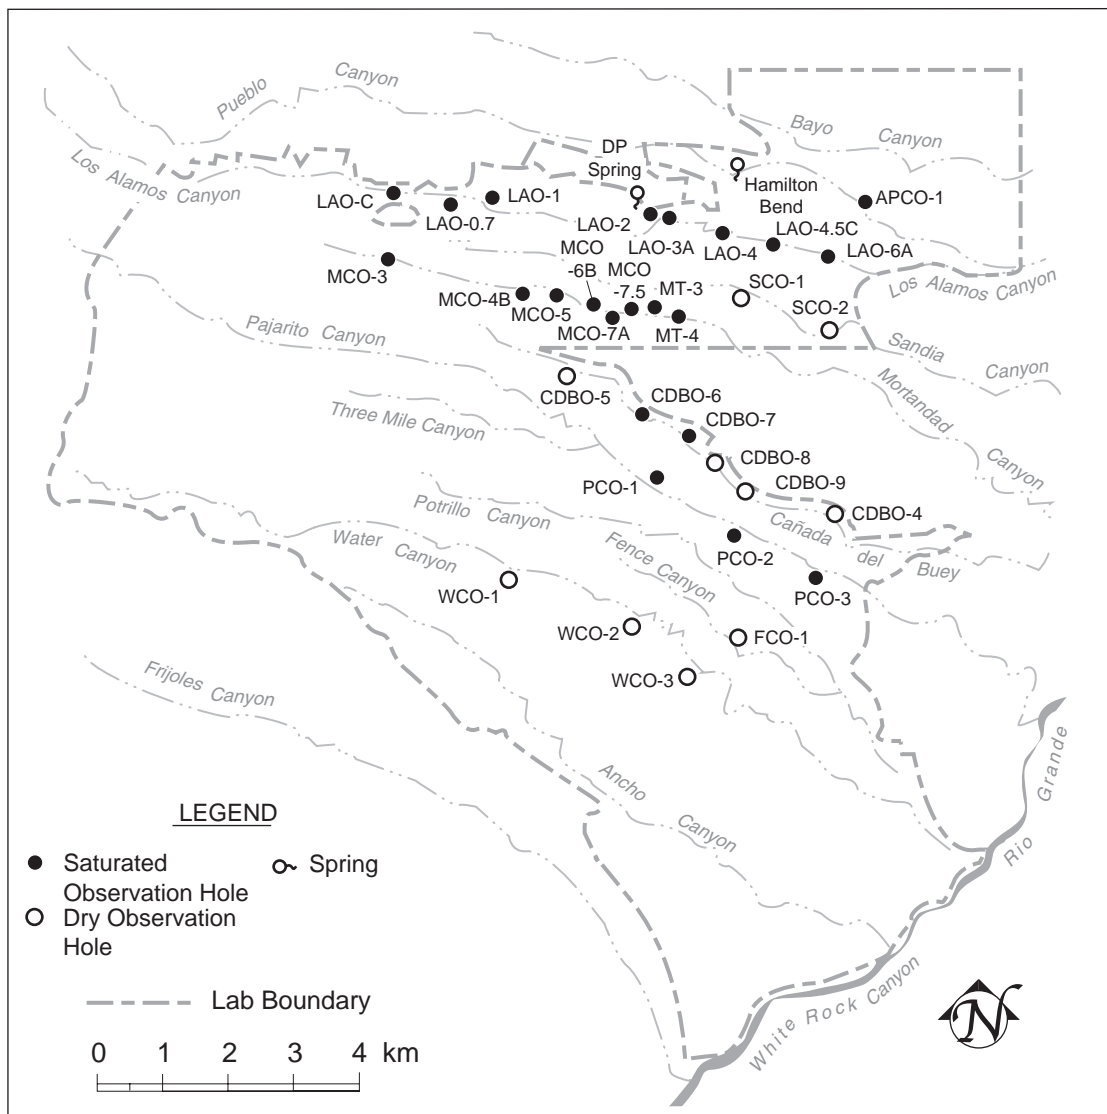 Pueblo Canyon
Bayo Canyon
Los Alamos Canyon
DP
Spring
Hamilton
Bend
APCO-1
LAO-C
LAO-0.7
LAO-1
LAO-2
LAO-3A
LAO-4
LAO-4.5C
LAO-6A
Los Alamos Canyon
MCO-3
MCO
-6B
MCO
-7.5
MT-3
SCO-1
SCO-2
MCO-4B
MCO-5
MCO-7A
MT-4
Pajarito Canyon
Sandia Canyon
Mortandad Canyon
CDBO-5
CDBO-6
CDBO-7
Three Mile Canyon
CDBO-8
CDBO-9
PCO-1
CDBO-4
Potrillo Canyon
Cañada del Buey
Water Canyon
Fence Canyon
PCO-2
PCO-3
WCO-1
WCO-2
FCO-1
WCO-3
Frijoles Canyon
Ancho Canyon
Rio Grande
White Rock Canyon
LEGEND
Saturated
Observation Hole
Spring
Dry Observation
Hole
Lab Boundary
0 1 2 3 4 km
N